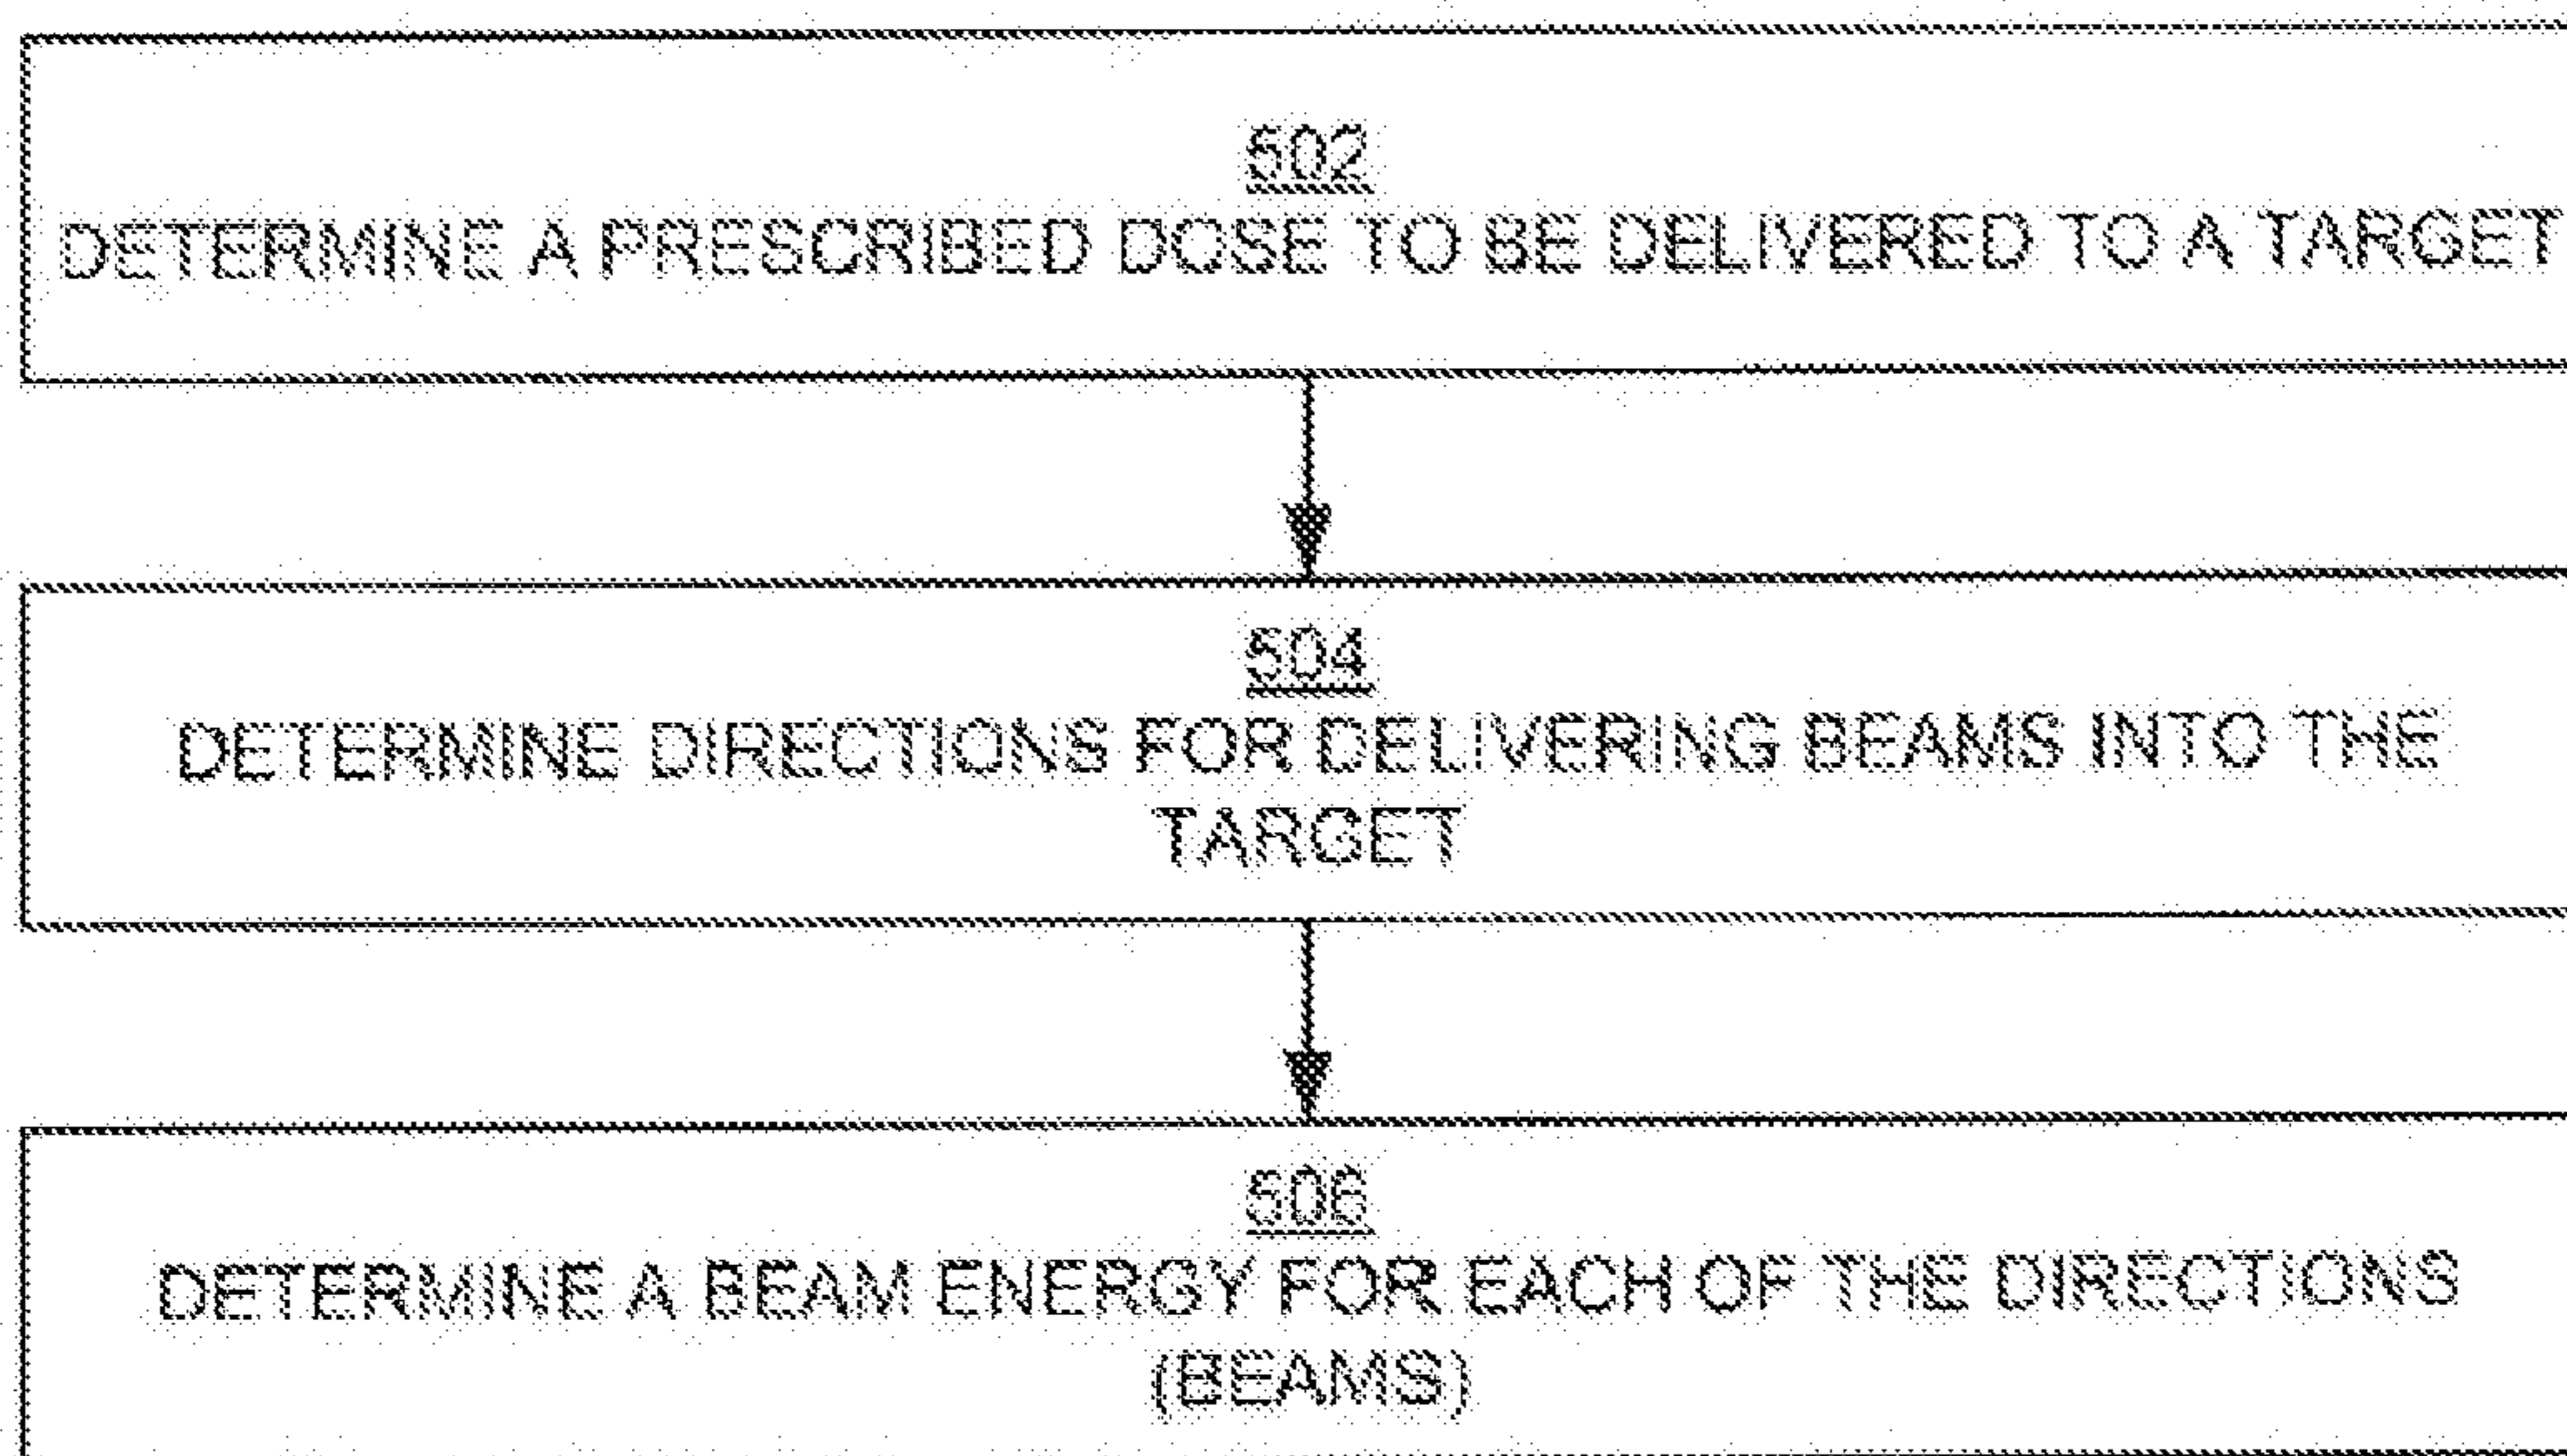 502
DETERMINE A PRESCRIBED DOSE TO BE DELIVERED TO A TARGET
504
DETERMINE DIRECTIONS FOR DELIVERING BEAMS INTO THE
TARGET
506
DETERMINE A BEAM ENERGY FOR EACH OF THE DIRECTIONS
(BEAMS)